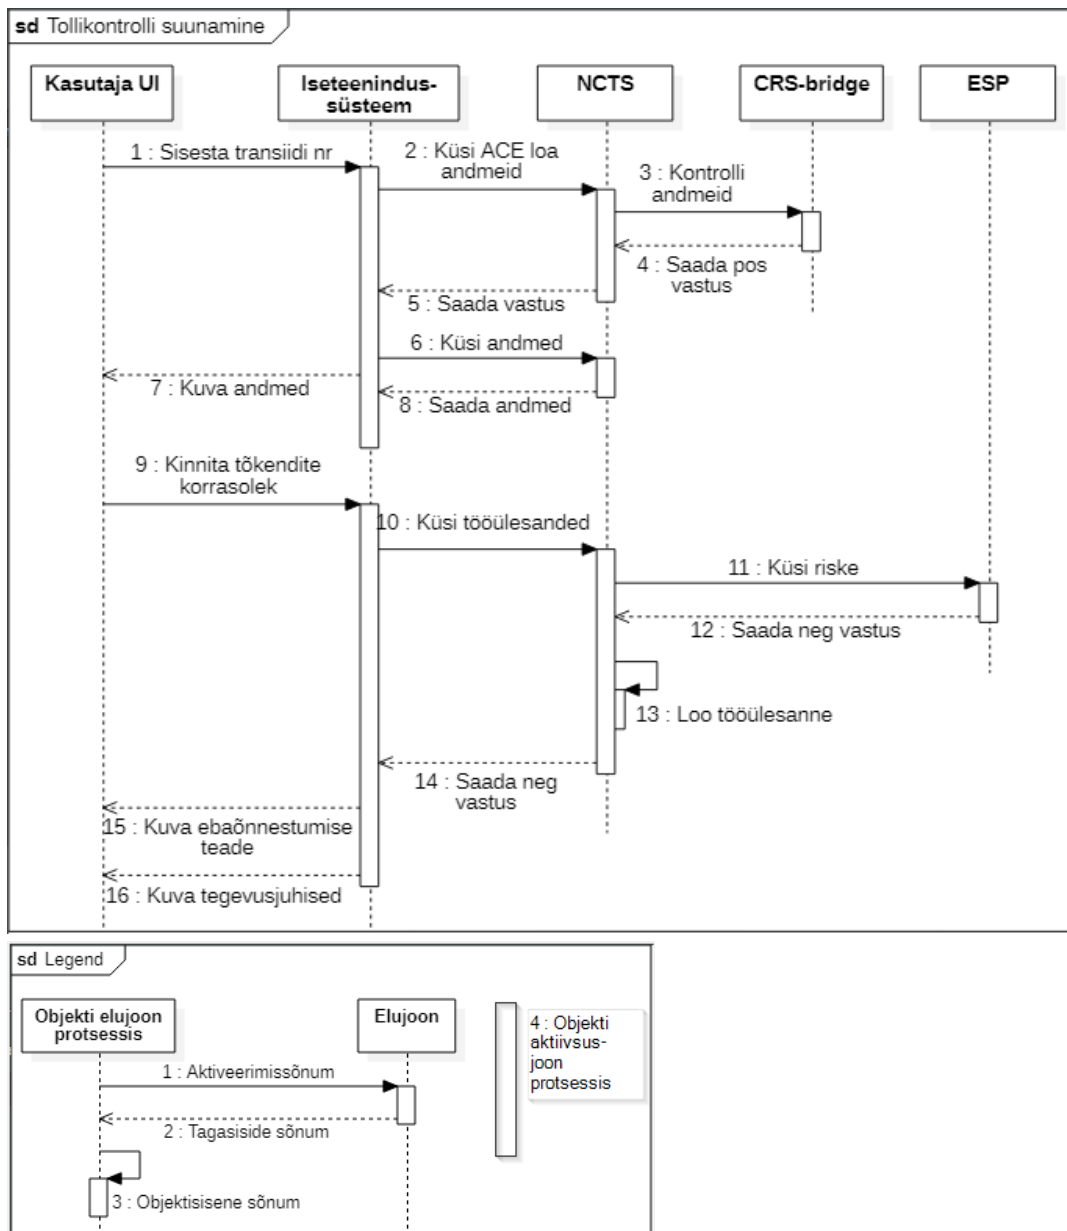 sd Tollikontrolli suunamine
Kasutaja UI
Iseteenindus-
süsteem
NCTS
CRS-bridge
ESP
1 : Sisesta transiidi nr
2 : Küsi ACE loa
andmeid
3 : Kontrolli
andmeid
4 : Saada pos
vastus
5 : Saada vastus
6 : Küsi andmed
7 : Kuva andmed
8 : Saada andmed
9 : Kinnita tõkendite
korrasolek
10 : Küsi tööülesanded
11 : Küsi riske
12 : Saada neg vastus
13 : Loo tööülesanne
14 : Saada neg
vastus
15 : Kuva ebaõnnestumise
teade
16 : Kuva tegevusjuhised
sd Legend
Objekti elujoon
protsessis
Elujoon
4 : Objekti
aktiivsus-
joon
protsessis
1 : Aktiveerimissõnum
2 : Tagasiside sõnum
3 : Objektisisene sõnum